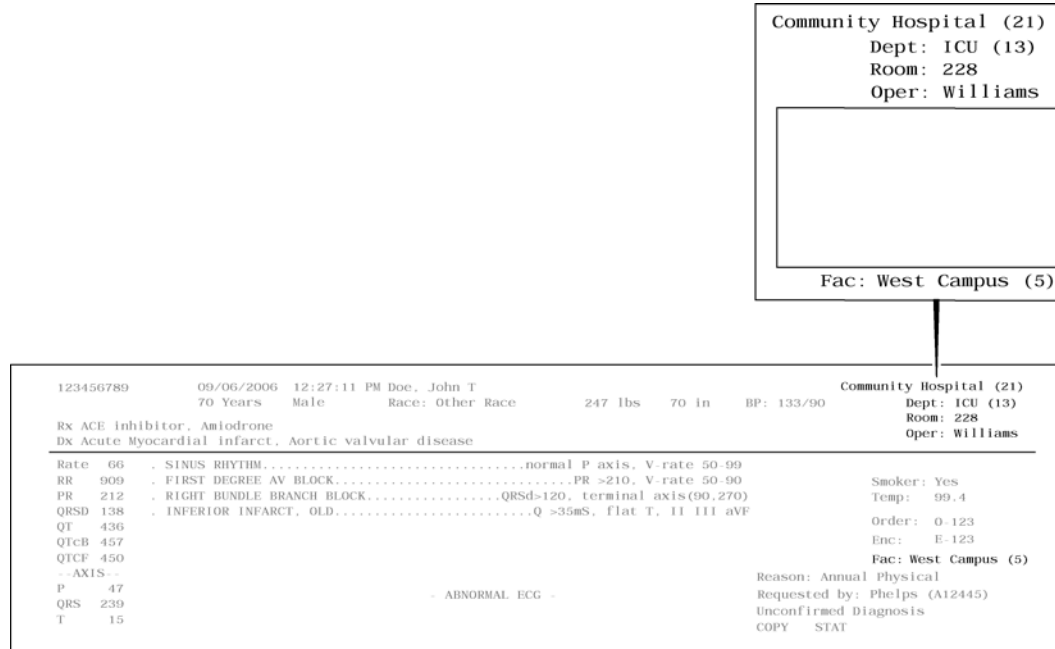 Community Hospital (21)
Dept: ICU (13)
Room: 228
Oper: Williams
Fac: West Campus (5)
123456789 09/06/2006 12:27:11 PM Doe, John T Community Hospital (21)
70 Years Male Race: Other Race 247 lbs 70 in BP: 133/90 Dept: ICU (13)
Room: 228
Rx ACE inhibitor, Amiodrone
Oper: Williams
Dx Acute Myocardial infarct, Aortic valvular disease
Rate 66 . SINUS RHYTHM.................................normal P axis, V-rate 50-99
RR 909 . FIRST DEGREE AV BLOCK..............................PR >210, V-rate 50-90
Smoker: Yes
PR 212 . RIGHT BUNDLE BRANCH BLOCK.................QRSd>120, terminal axis(90,270)
Temp: 99.4
QRSD 138 . INFERIOR INFARCT, OLD.........................Q >35mS, flat T, II III aVF
QT 436
Order: O-123
QTcB 457
Enc: E-123
QTCF 450
Fac: West Campus (5)
--AXIS--
Reason: Annual Physical
P 47
- ABNORMAL ECG -
Requested by: Phelps (A12445)
QRS 239
Unconfirmed Diagnosis
T 15
COPY STAT